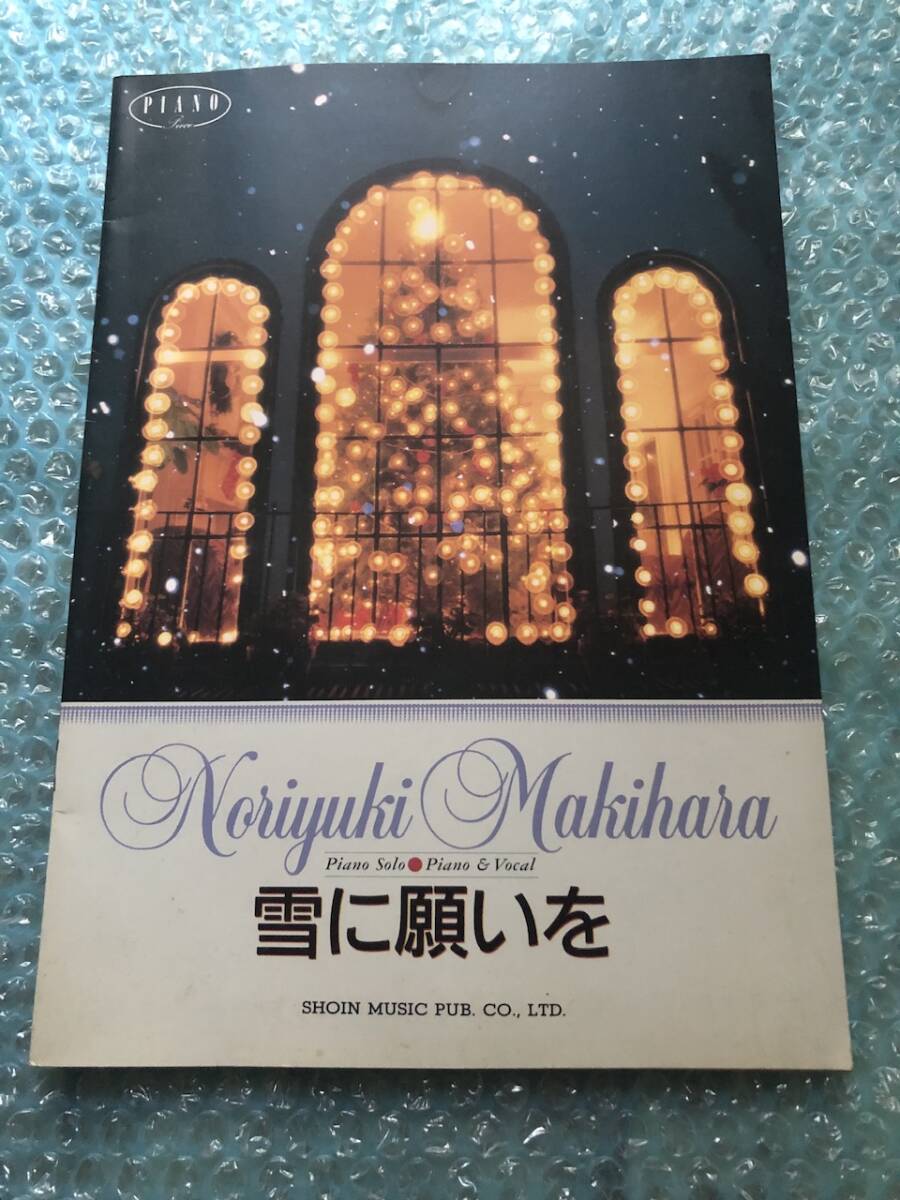 PIANO
Piece
Noriyuki Makihara
Piano Solo●Piano & Vocal
雪に願いを
SHOIN MUSIC PUB. CO., LTD.